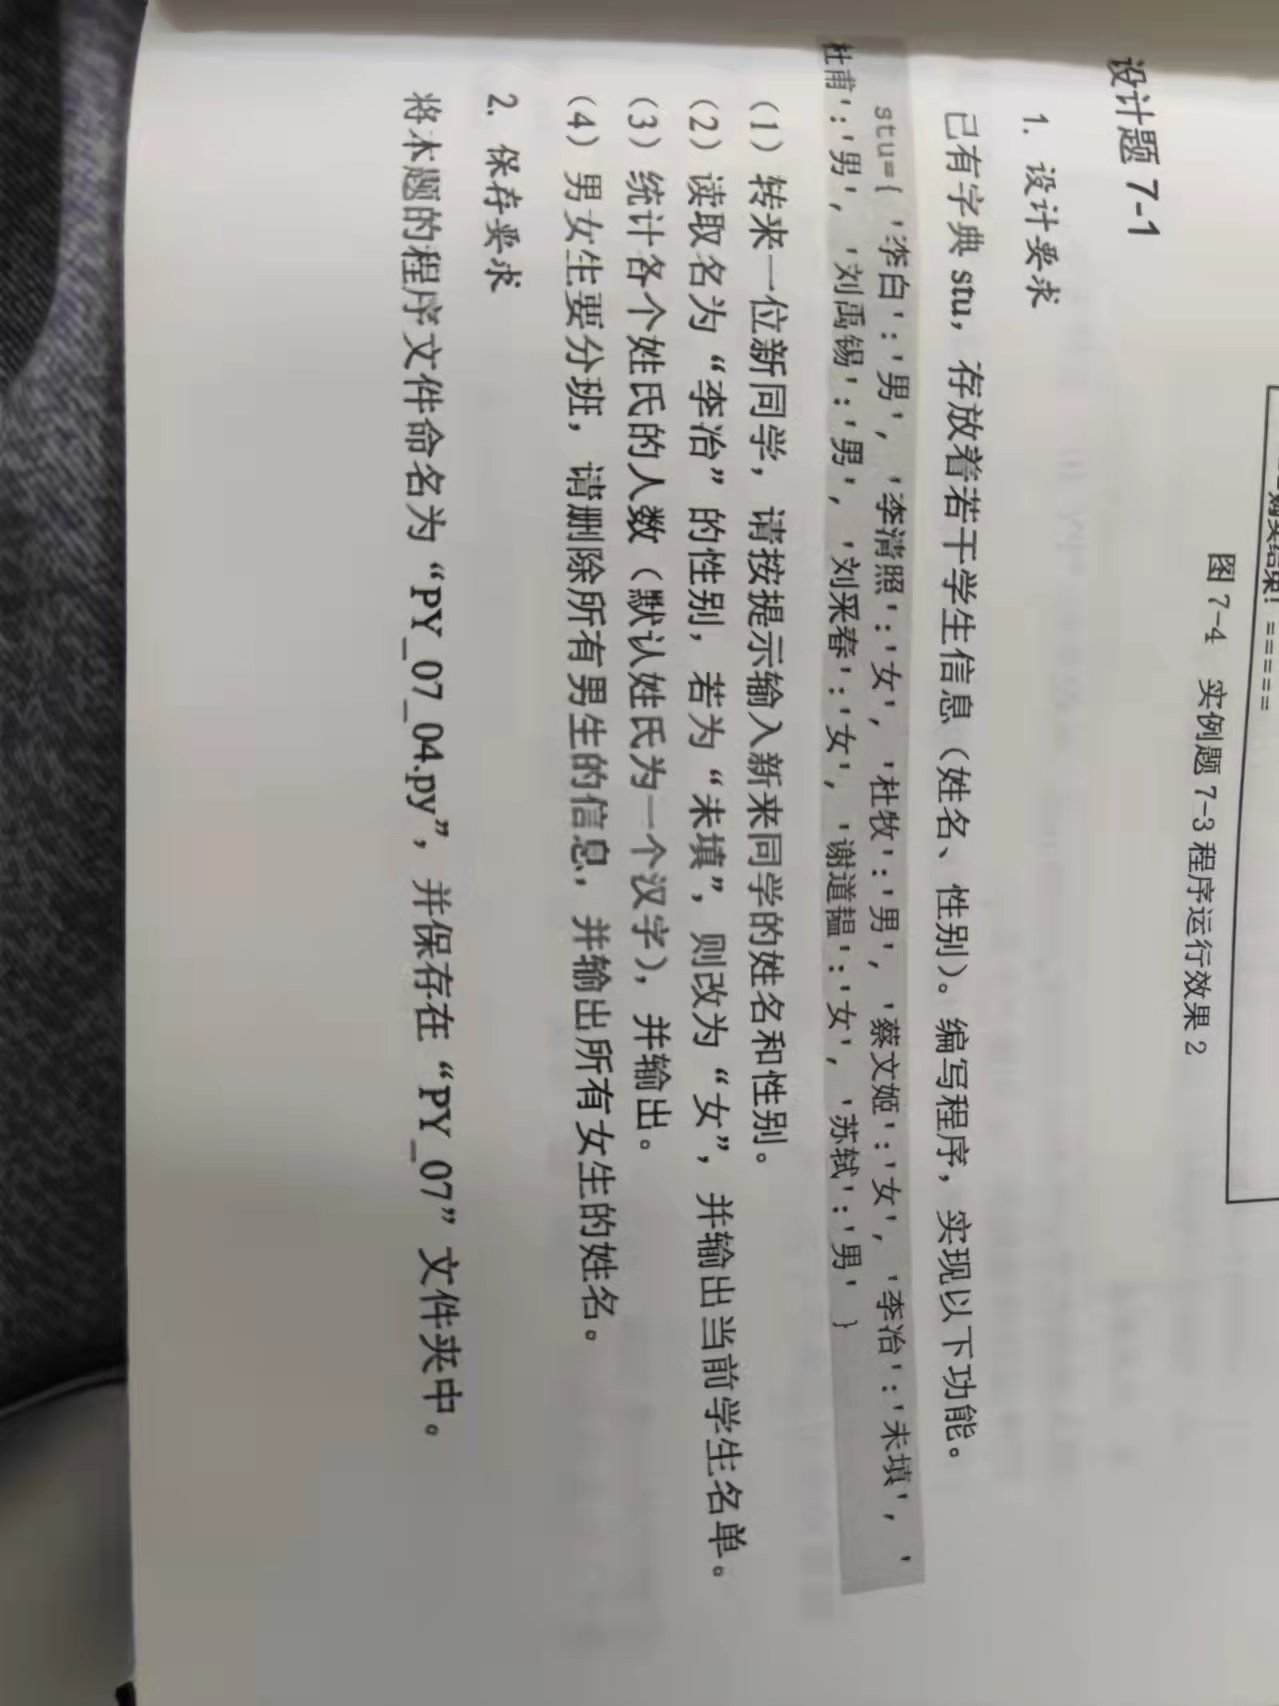 购买结束！=====
图 7-4 实例题 7-3 程序运行效果 2
设计题 7-1
1. 设计要求
已有字典 stu，存放着若干学生信息（姓名、性别）。编写程序，实现以下功能。
stu={ '李白':'男', '李清照':'女', '杜牧':'男', '蔡文姬':'女', '李冶':'未填', '
杜甫':'男', '刘禹锡':'男', '刘采春':'女', '谢道韫':'女', '苏轼':'男' }
（1）转来一位新同学，请按提示输入新来同学的姓名和性别。
（2）读取名为“李冶”的性别，若为“未填”，则改为“女”，并输出当前学生名单。
（3）统计各个姓氏的人数（默认姓氏为一个汉字），并输出。
（4）男女生要分班，请删除所有男生的信息，并输出所有女生的姓名。
2. 保存要求
将本题的程序文件命名为“PY_07_04.py”，并保存在“PY_07”文件夹中。